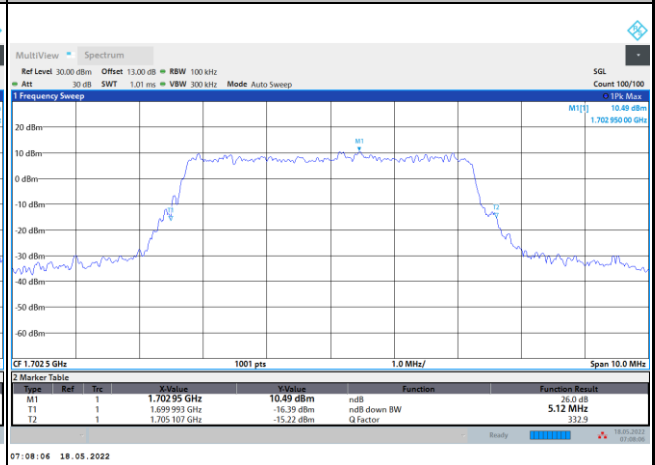 MultiView Spectrum
Ref Level 30.00 dBm Offset 13.00 dB RBW 100 kHz SGL
Att 30 dB SWT 1.01 ms VBW 300 kHz Mode Auto Sweep Count 100/100
1 Frequency Sweep 1Pk Max
M1[1] 10.49 dBm
1.702 950 00 GHz
M1
20 dBm
10 dBm
0 dBm
-10 dBm
T1
T2
-20 dBm
-30 dBm
-40 dBm
-50 dBm
-60 dBm
CF 1.702 5 GHz 1001 pts 1.0 MHz/ Span 10.0 MHz
2 Marker Table
Type Ref Trc X-Value Y-Value Function Function Result
M1 1 1.702 95 GHz 10.49 dBm ndB 26.0 dB
T1 1 1.699 993 GHz -16.39 dBm ndB down BW 5.12 MHz
T2 1 1.705 107 GHz -15.22 dBm Q Factor 332.9
Ready 18.05.2022
07:08:06
07:08:06 18.05.2022